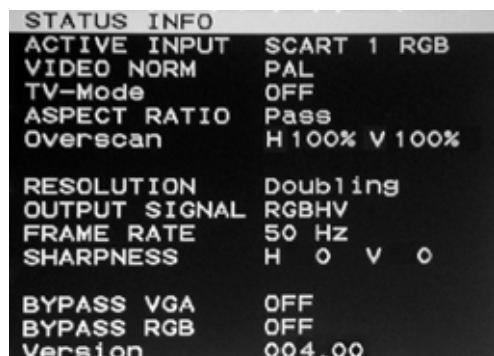 STATUS INFO
ACTIVE INPUT SCART 1 RGB
VIDEO NORM PAL
TV-Mode OFF
ASPECT RATIO Pass
Overscan H 100% V 100%
RESOLUTION Doubling
OUTPUT SIGNAL RGBHV
FRAME RATE 50 Hz
SHARPNESS H 0 V 0
BYPASS VGA OFF
BYPASS RGB OFF
Version 004.00